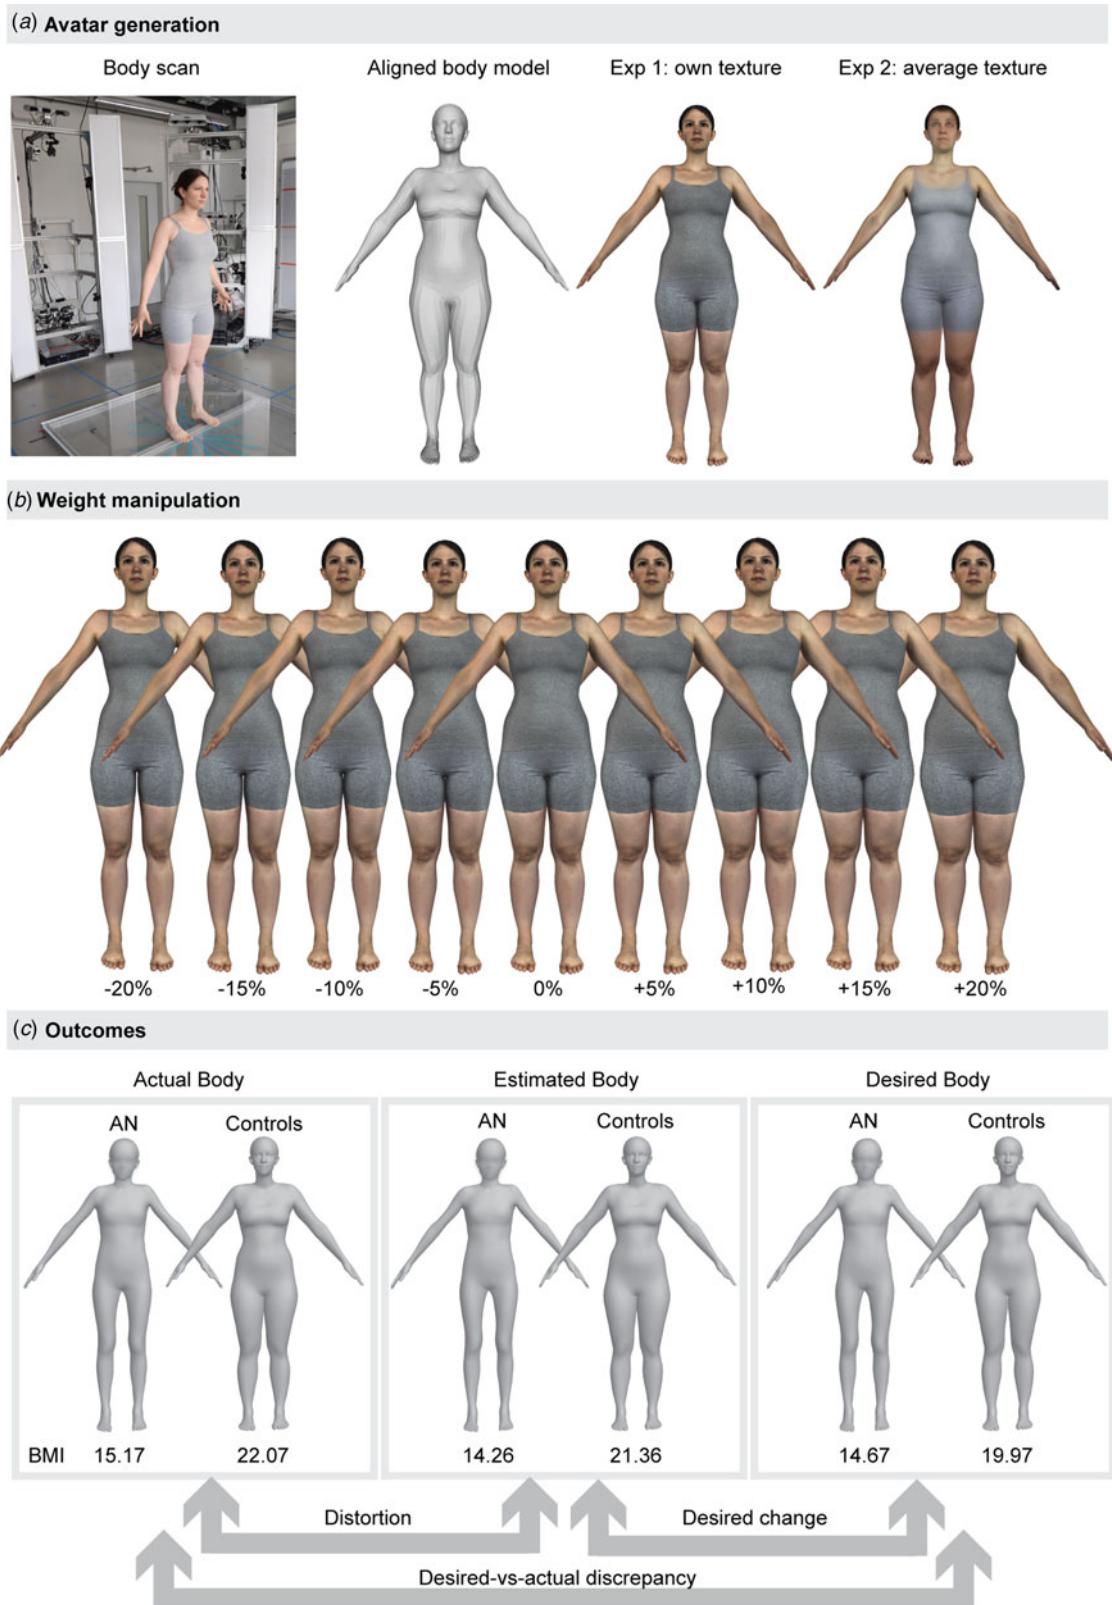 (a) Avatar generation
Body scan Aligned body model Exp 1: own texture Exp 2: average texture
(b) Weight manipulation
-20% -15% -10% -5% 0% +5% +10% +15% +20%
(c) Outcomes
Actual Body Estimated Body Desired Body
AN Controls AN Controls AN Controls
BMI 15.17 22.07 14.26 21.36 14.67 19.97
Distortion Desired change
Desired-vs-actual discrepancy